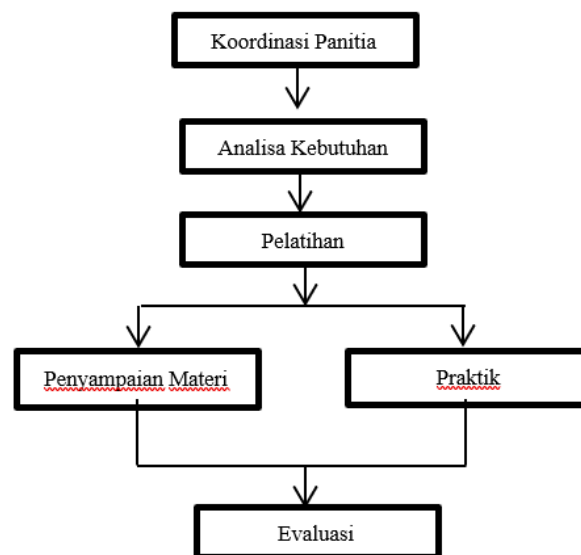 Koordinasi Panitia
Analisa Kebutuhan
Pelatihan
Penyampaian Materi
Praktik
Evaluasi